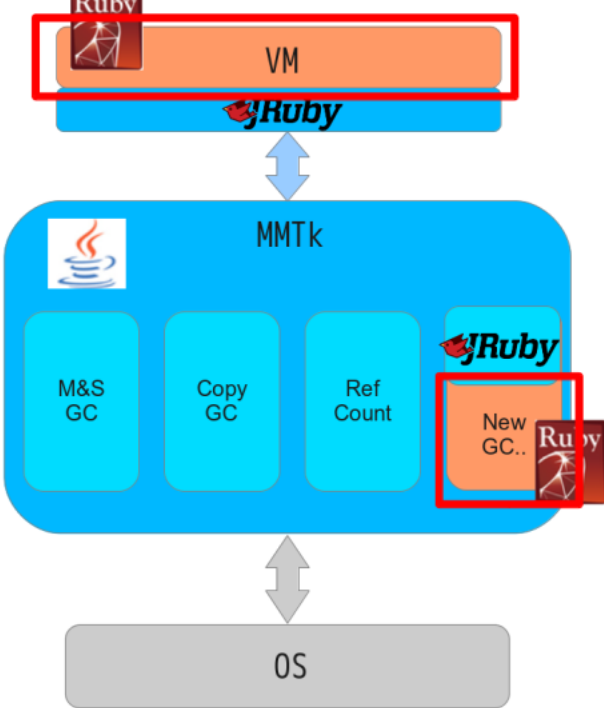 Ruby
VM
JRuby
MMTk
M&S
GC
Copy
GC
Ref
Count
JRuby
New
GC..
Ruby
OS